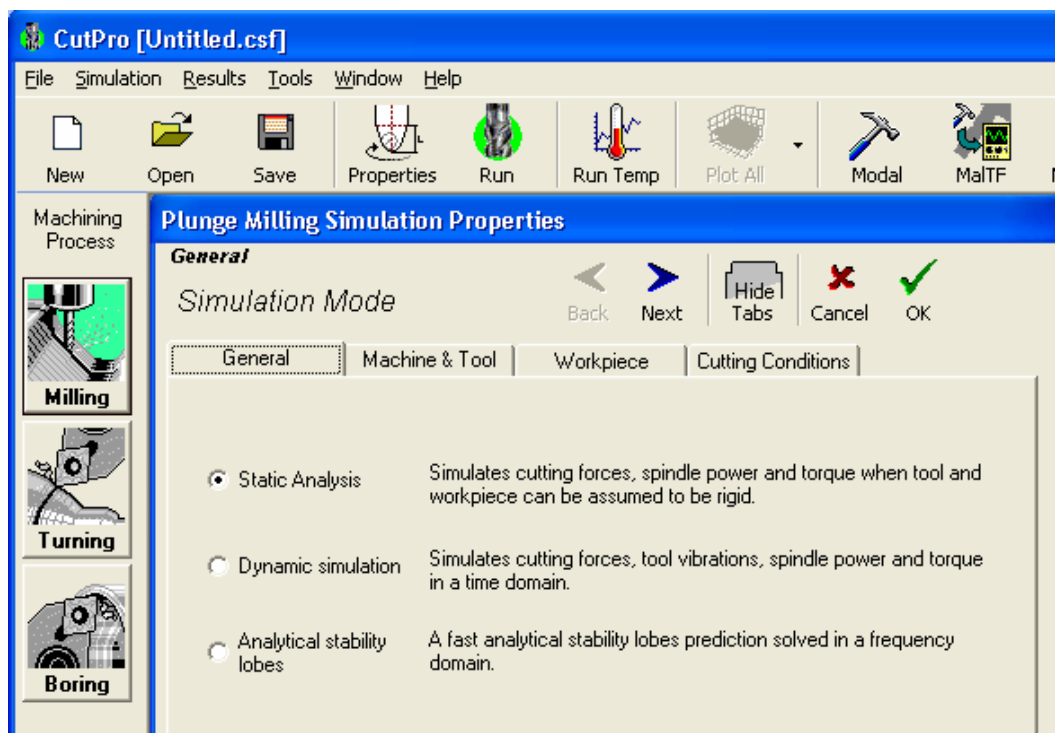 CutPro [Untitled.csf]
File Simulation Results Tools Window Help
New Open Save Properties Run Run Temp Plot All Modal MalTF
Machining
Process
Milling
Turning
Boring
Plunge Milling Simulation Properties
General
Simulation Mode
Back Next Hide
Tabs Cancel OK
General Machine & Tool Workpiece Cutting Conditions
Static Analysis
Simulates cutting forces, spindle power and torque when tool and
workpiece can be assumed to be rigid.
Dynamic simulation
Simulates cutting forces, tool vibrations, spindle power and torque
in a time domain.
Analytical stability
lobes
A fast analytical stability lobes prediction solved in a frequency
domain.